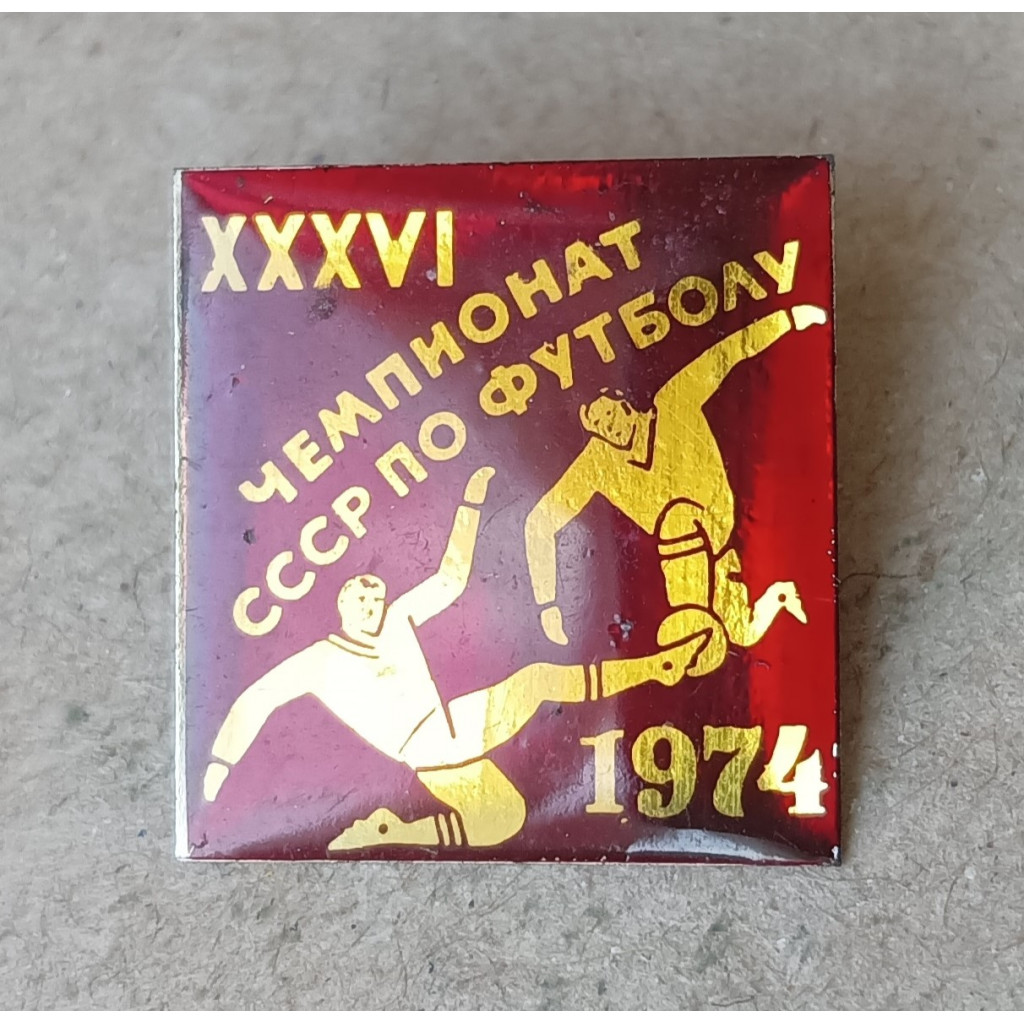 XXXVI
ЧЕМПИОНАТ
СССР ПО ФУТБОЛУ
1974